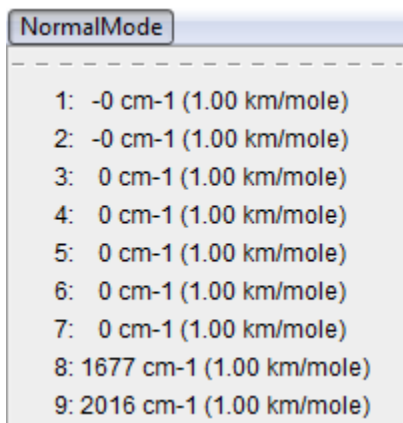 NormalMode
1: -0 cm-1 (1.00 km/mole)
2: -0 cm-1 (1.00 km/mole)
3: 0 cm-1 (1.00 km/mole)
4: 0 cm-1 (1.00 km/mole)
5: 0 cm-1 (1.00 km/mole)
6: 0 cm-1 (1.00 km/mole)
7: 0 cm-1 (1.00 km/mole)
8: 1677 cm-1 (1.00 km/mole)
9: 2016 cm-1 (1.00 km/mole)